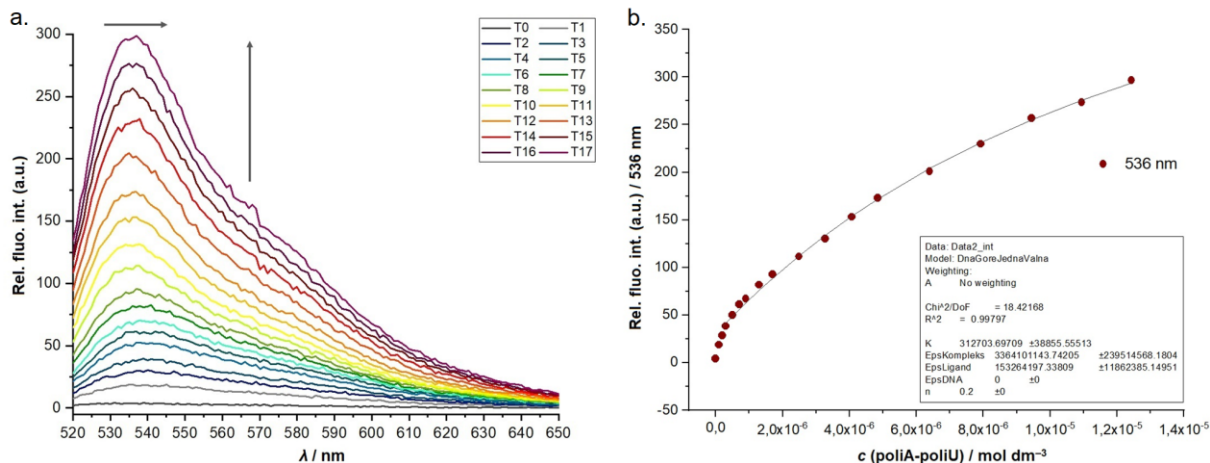 a.
Rel. fluo. int. (a.u.)
300
250
200
150
100
50
0
520 530 540 550 560 570 580 590 600 610 620 630 640 650
λ / nm
T0 T1
T2 T3
T4 T5
T6 T7
T8 T9
T10 T11
T12 T13
T14 T15
T16 T17
b.
Rel. fluo. int. (a.u.) / 536 nm
350
300
250
200
150
100
50
0
-50
536 nm
Data: Data2_int
Model: DnaGoreJednaValna
Weighting:
A No weighting
Chi^2/DoF = 18.42168
R^2 = 0.99797
K 312703.69709 ±38855.55513
EpsKompleks 3364101143.74205 ±239514568.1804
EpsLigand 153264197.33809 ±11862385.14951
EpsDNA 0 ±0
n 0.2 ±0
0,0 2,0x10⁻⁶ 4,0x10⁻⁶ 6,0x10⁻⁶ 8,0x10⁻⁶ 1,0x10⁻⁵ 1,2x10⁻⁵ 1,4x10⁻⁵
c (poliA-poliU) / mol dm⁻³